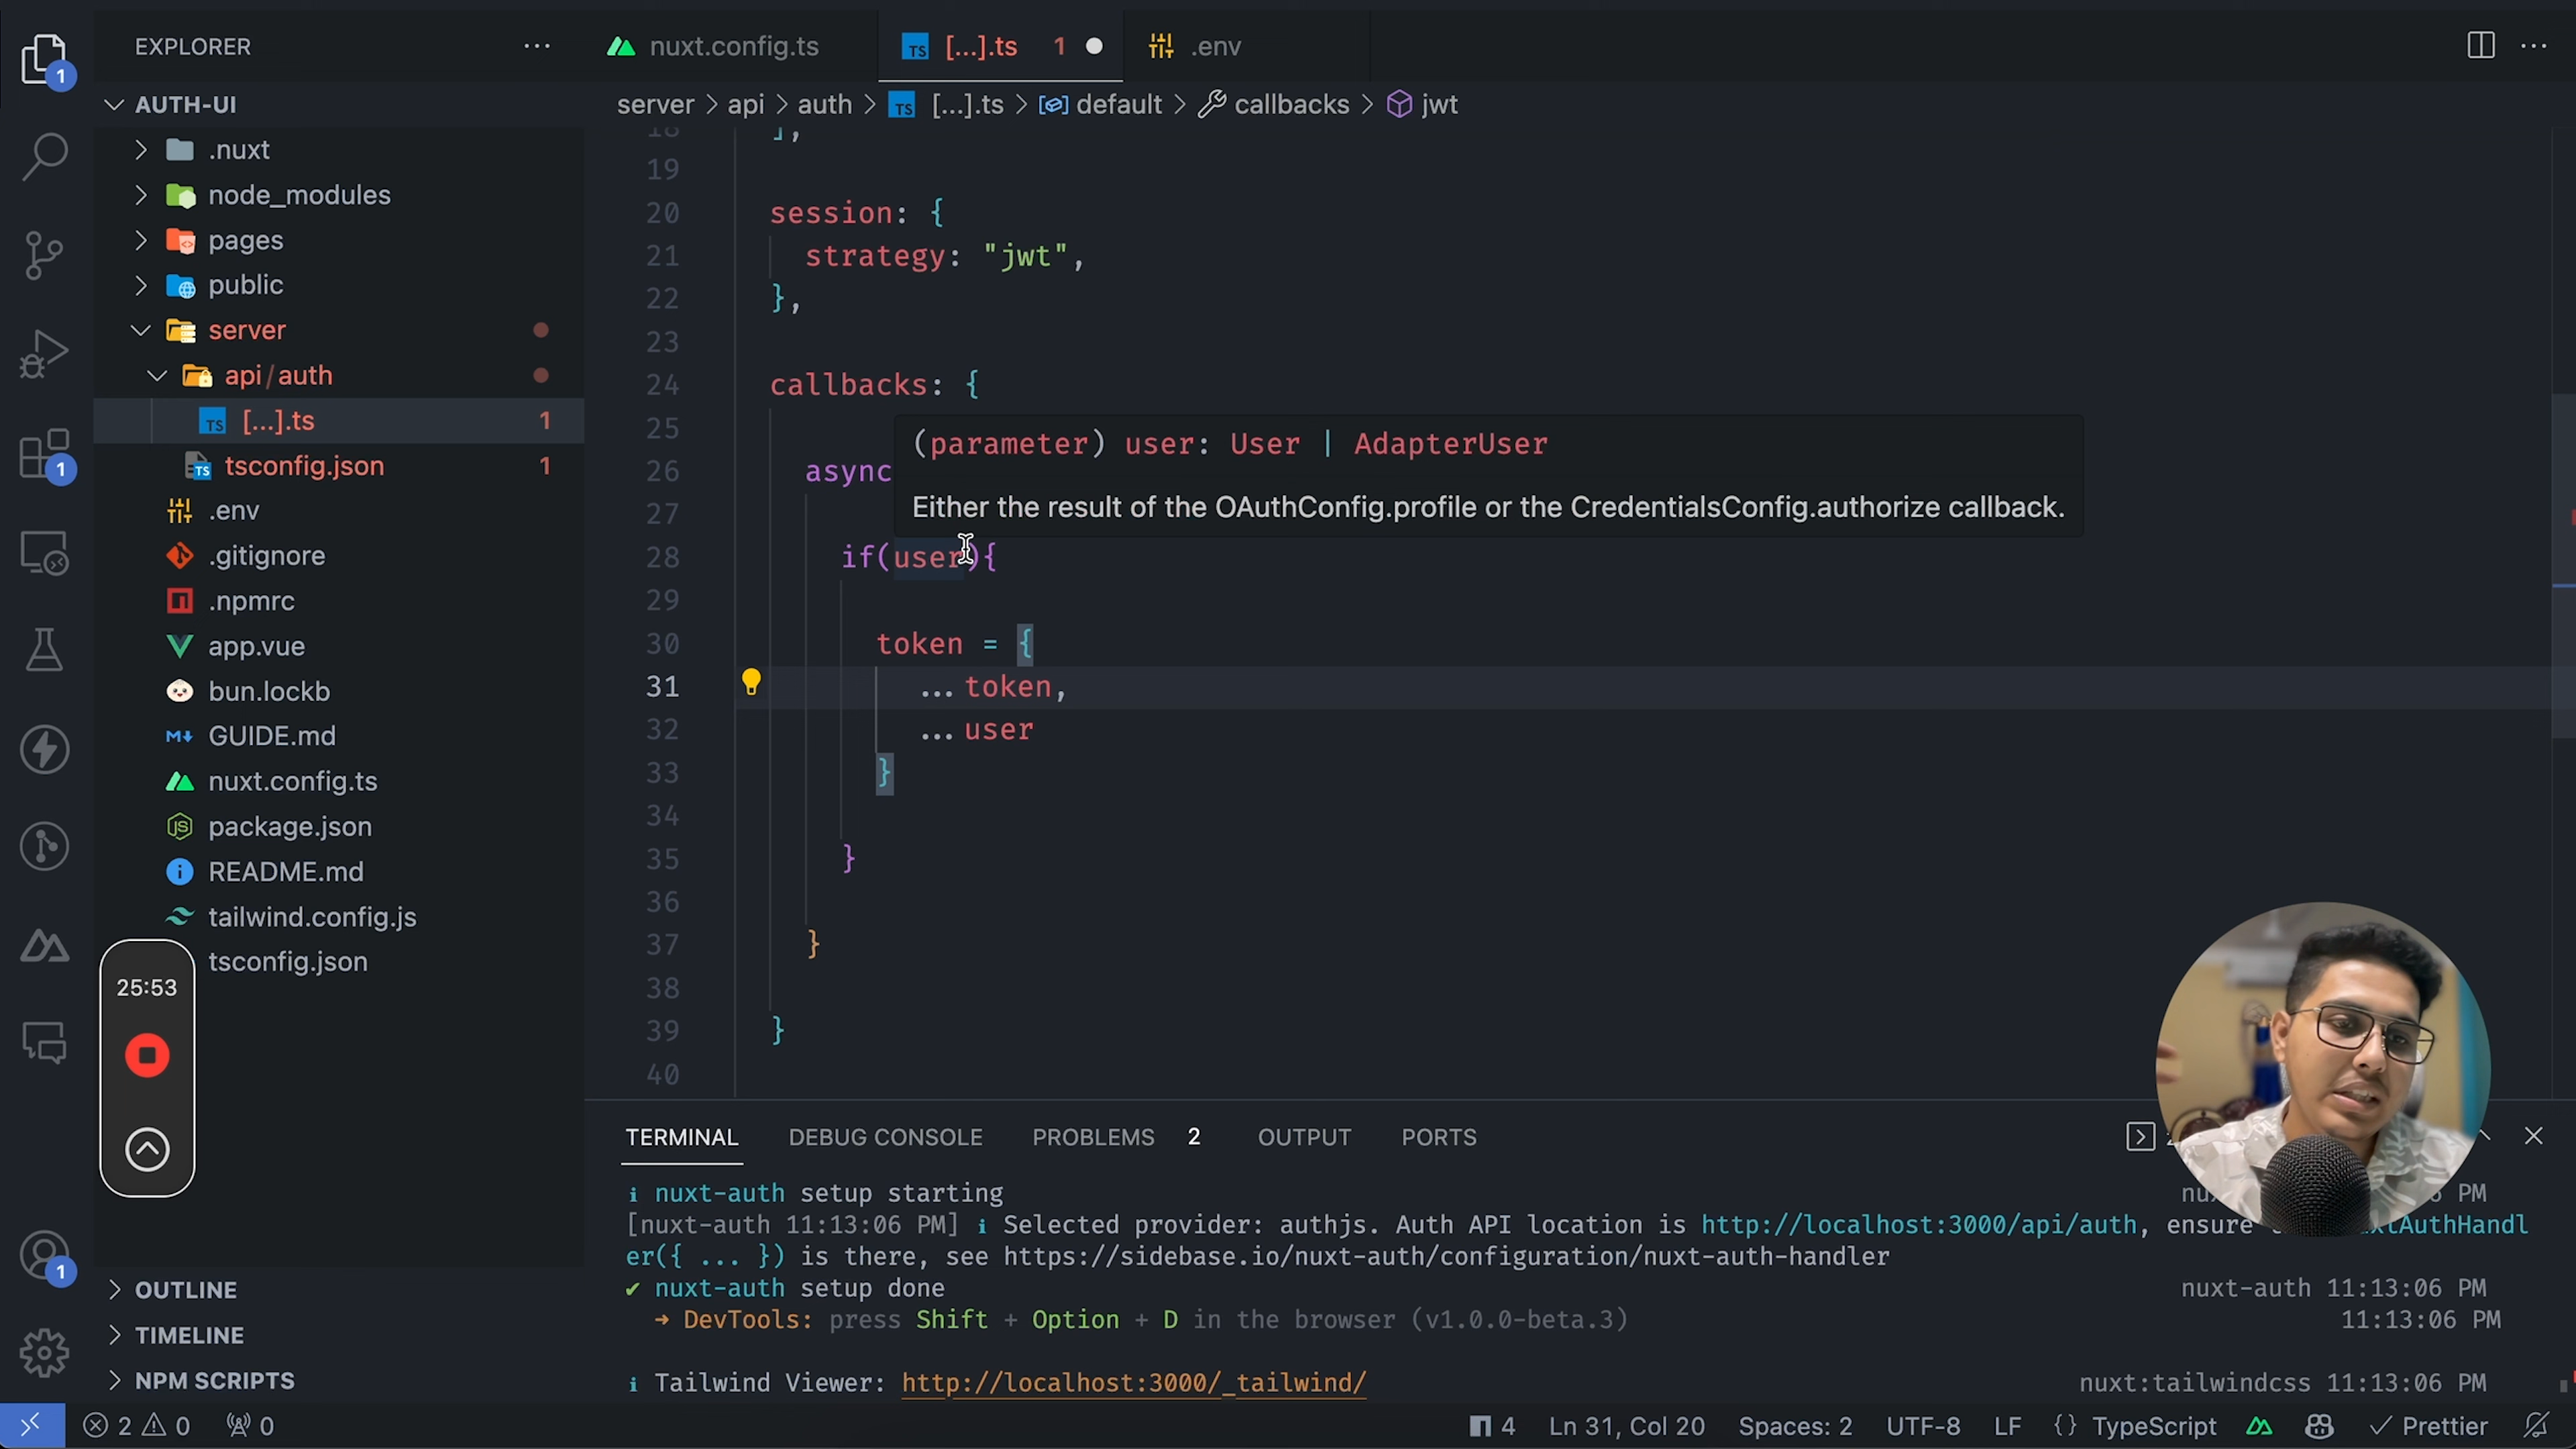 EXPLORER
nuxt.config.ts
[...].ts 1
.env
AUTH-UI
server > api > auth > [...].ts > default > callbacks > jwt
.nuxt
node_modules
pages
public
server
api/auth
[...].ts 1
tsconfig.json 1
.env
.gitignore
.npmrc
app.vue
bun.lockb
GUIDE.md
nuxt.config.ts
package.json
README.md
tailwind.config.js
tsconfig.json
25:53
OUTLINE
TIMELINE
NPM SCRIPTS
18 ],
19
20 session: {
21 strategy: "jwt",
22 },
23
24 callbacks: {
25
(parameter) user: User | AdapterUser
26 async
Either the result of the OAuthConfig.profile or the CredentialsConfig.authorize callback.
27
28 if(user){
29
30 token = {
31 ...token,
32 ...user
33 }
34
35 }
36
37 }
38
39 }
40
TERMINAL DEBUG CONSOLE PROBLEMS 2 OUTPUT PORTS
i nuxt-auth setup starting PM
[nuxt-auth 11:13:06 PM] i Selected provider: authjs. Auth API location is http://localhost:3000/api/auth, ensure
er({ ... }) is there, see https://sidebase.io/nuxt-auth/configuration/nuxt-auth-handler
✔ nuxt-auth setup done nuxt-auth 11:13:06 PM
➜ DevTools: press Shift + Option + D in the browser (v1.0.0-beta.3) 11:13:06 PM
i Tailwind Viewer: http://localhost:3000/_tailwind/ nuxt:tailwindcss 11:13:06 PM
2 0 0 4 Ln 31, Col 20 Spaces: 2 UTF-8 LF {} TypeScript Prettier
1
1
1